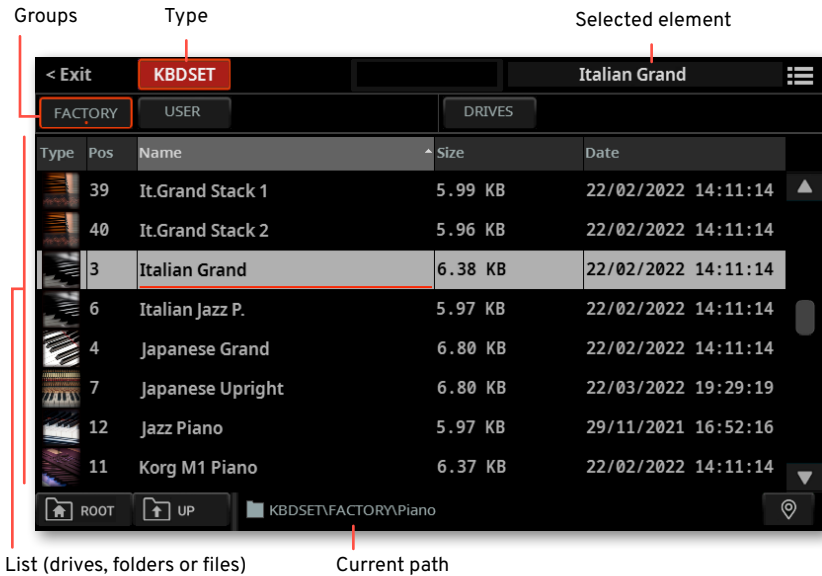 Groups Type Selected element
< Exit KBDSET Italian Grand
FACTORY USER DRIVES
Type Pos Name Size Date
39 It.Grand Stack 1 5.99 KB 22/02/2022 14:11:14
40 It.Grand Stack 2 5.96 KB 22/02/2022 14:11:14
3 Italian Grand 6.38 KB 22/02/2022 14:11:14
6 Italian Jazz P. 5.97 KB 22/02/2022 14:11:14
4 Japanese Grand 6.80 KB 22/02/2022 14:11:14
7 Japanese Upright 6.80 KB 22/03/2022 19:29:19
12 Jazz Piano 5.97 KB 29/11/2021 16:52:16
11 Korg M1 Piano 6.37 KB 22/02/2022 14:11:14
ROOT UP KBDSET\FACTORY\Piano
List (drives, folders or files) Current path